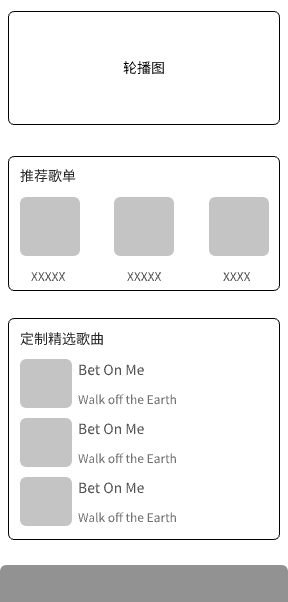 轮播图
推荐歌单
XXXXX XXXXX XXXX
定制精选歌曲
Bet On Me
Walk off the Earth
Bet On Me
Walk off the Earth
Bet On Me
Walk off the Earth